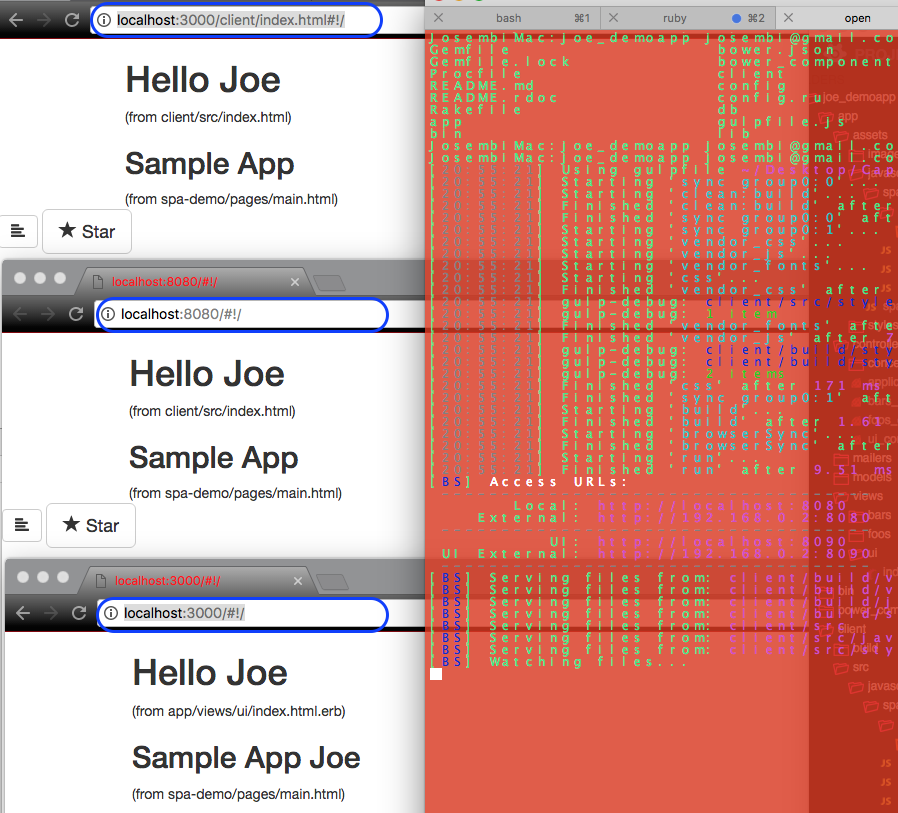 localhost:3000/client/index.html#!/
Hello Joe
(from client/src/index.html)
Sample App
(from spa-demo/pages/main.html)
Star
localhost:8080/#!/
localhost:8080/#!/
Hello Joe
(from client/src/index.html)
Sample App
(from spa-demo/pages/main.html)
Star
localhost:3000/#!/
localhost:3000/#!/
Hello Joe
(from app/views/ui/index.html.erb)
Sample App Joe
(from spa-demo/pages/main.html)
bash ⌘1 ruby ⌘2 open
JosembiMac:joe_demoapp josembi@gmail.co
Gemfile bower.json
Gemfile.lock bower_component
Procfile client
README.md config
README.rdoc config.ru
Rakefile db
app gulpfile.js
bin lib
JosembiMac:joe_demoapp josembi@gmail.co
JosembiMac:joe_demoapp josembi@gmail.co
[20:55:21] Using gulpfile ~/Desktop/Cap
[20:55:21] Starting 'sync group0:0'...
[20:55:21] Starting 'clean:build'...
[20:55:21] Finished 'clean:build' after
[20:55:21] Finished 'sync group0:0' aft
[20:55:21] Starting 'sync group0:1'...
[20:55:21] Starting 'vendor_css'...
[20:55:21] Starting 'vendor_js'...
[20:55:21] Starting 'vendor_fonts'...
[20:55:21] Starting 'css'...
[20:55:21] Finished 'vendor_css' after
[20:55:21] gulp-debug: client/src/style
[20:55:21] gulp-debug: 1 item
[20:55:21] Finished 'vendor_fonts' afte
[20:55:21] Finished 'vendor_js' after 7
[20:55:21] gulp-debug: client/build/sty
[20:55:21] gulp-debug: client/build/sty
[20:55:21] gulp-debug: 2 items
[20:55:21] Finished 'css' after 171 ms
[20:55:21] Finished 'sync group0:1' aft
[20:55:21] Starting 'build'...
[20:55:21] Finished 'build' after 1.61
[20:55:21] Starting 'browserSync'...
[20:55:21] Finished 'browserSync' after
[20:55:21] Starting 'run'...
[20:55:21] Finished 'run' after 9.51 ms
[BS] Access URLs:
Local: http://localhost:8080
External: http://192.168.0.2:8080
UI: http://localhost:8090
UI External: http://192.168.0.2:8090
[BS] Serving files from: client/build/v
[BS] Serving files from: client/build
[BS] Serving files from: client/build/s
[BS] Serving files from: client/src
[BS] Serving files from: client/src/jav
[BS] Serving files from: client/src/sty
[BS] Watching files...
joe_demoapp
app
assets
mailers
models
views
bars
foos
ui
bin
client
build
src
JS
JS
JS
JS
JS
JS